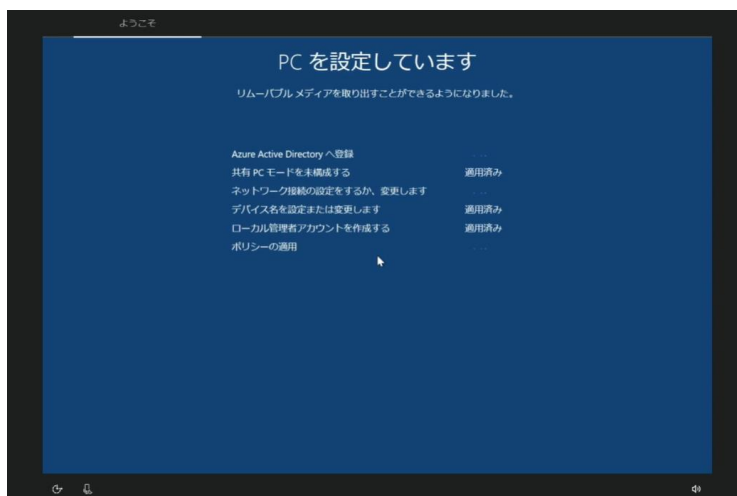 ようこそ
PC を設定しています
リムーバブル メディアを取り出すことができるようになりました。
Azure Active Directory へ登録 . . .
共有 PC モードを未構成する 適用済み
ネットワーク接続の設定をするか、変更します . . .
デバイス名を設定または変更します 適用済み
ローカル管理者アカウントを作成する 適用済み
ポリシーの適用 . . .